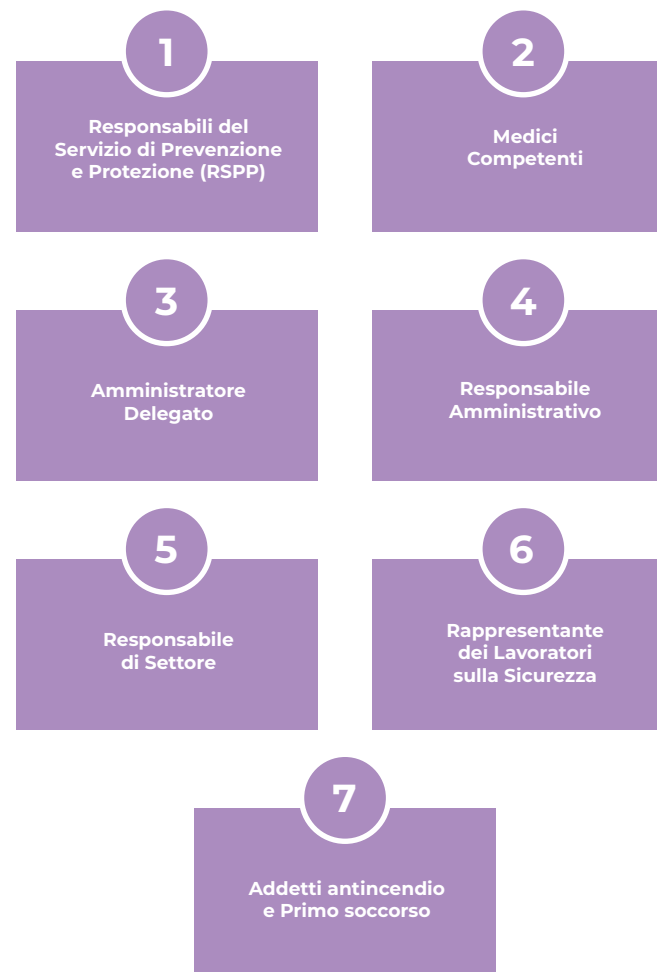 1
Responsabili del
Servizio di Prevenzione
e Protezione (RSPP)
2
Medici
Competenti
3
Amministratore
Delegato
4
Responsabile
Amministrativo
5
Responsabile
di Settore
6
Rappresentante
dei Lavoratori
sulla Sicurezza
7
Addetti antincendio
e Primo soccorso